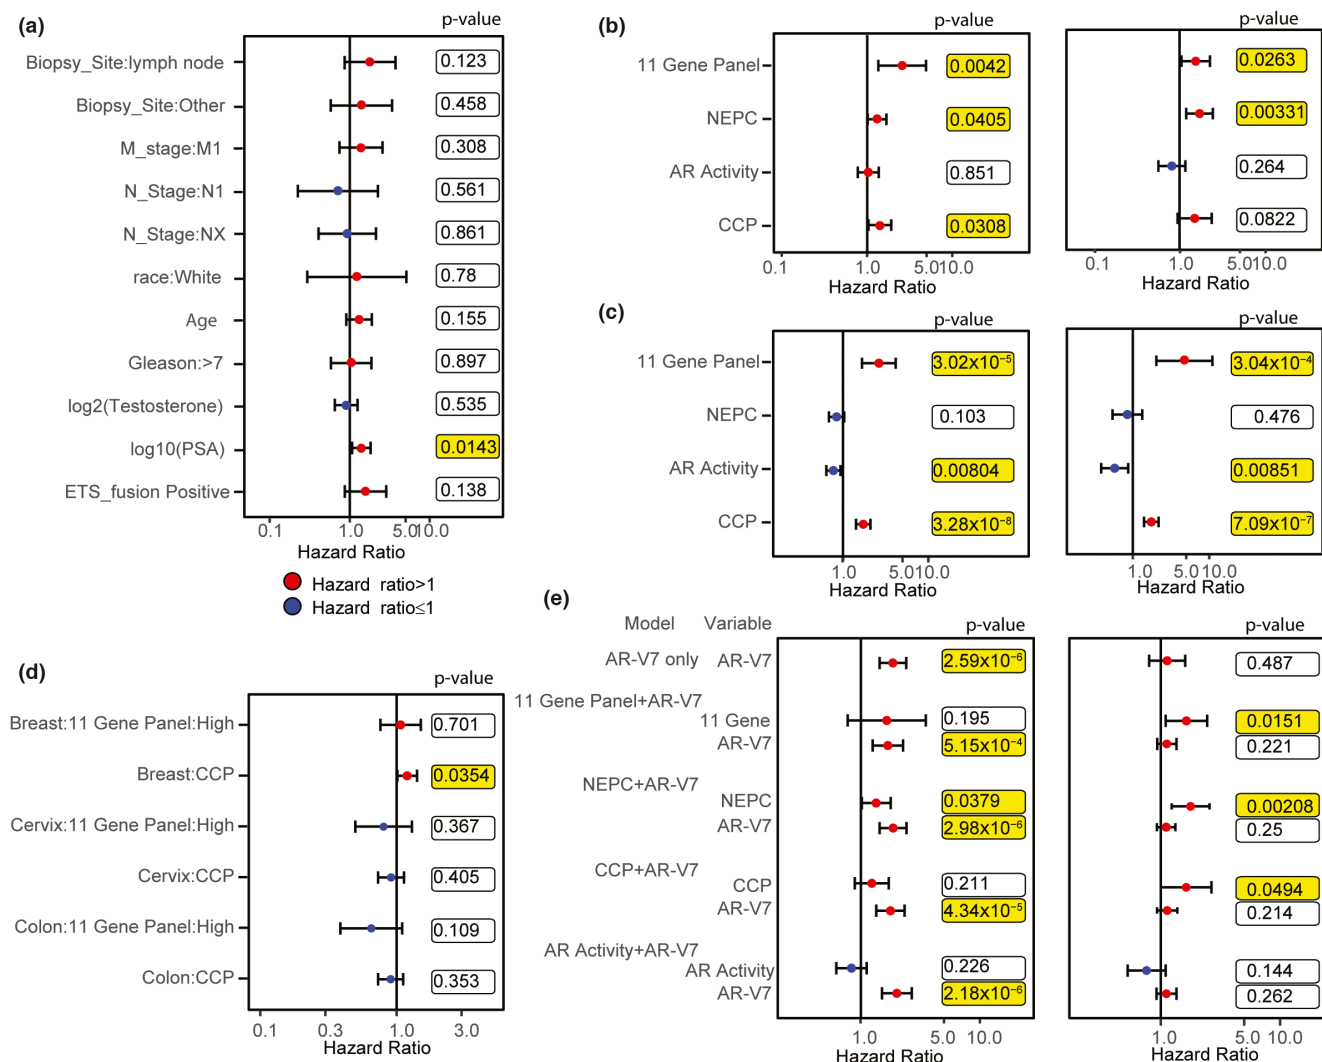 (a)
p-value
Biopsy_Site:lymph node 0.123
Biopsy_Site:Other 0.458
M_stage:M1 0.308
N_Stage:N1 0.561
N_Stage:NX 0.861
race:White 0.78
Age 0.155
Gleason:>7 0.897
log2(Testosterone) 0.535
log10(PSA) 0.0143
ETS_fusion Positive 0.138
0.1 1.0 5.0 10.0
Hazard Ratio
Hazard ratio>1
Hazard ratio≤1
(b)
p-value p-value
11 Gene Panel 0.0042 0.0263
NEPC 0.0405 0.00331
AR Activity 0.851 0.264
CCP 0.0308 0.0822
0.1 1.0 5.0 10.0 0.1 1.0 5.0 10.0
Hazard Ratio Hazard Ratio
(c)
p-value p-value
11 Gene Panel 3.02x10⁻⁵ 3.04x10⁻⁴
NEPC 0.103 0.476
AR Activity 0.00804 0.00851
CCP 3.28x10⁻⁸ 7.09x10⁻⁷
1.0 5.0 10.0 1.0 5.0 10.0
Hazard Ratio Hazard Ratio
(d)
p-value
Breast:11 Gene Panel:High 0.701
Breast:CCP 0.0354
Cervix:11 Gene Panel:High 0.367
Cervix:CCP 0.405
Colon:11 Gene Panel:High 0.109
Colon:CCP 0.353
0.1 0.3 1.0 3.0
Hazard Ratio
(e)
Model Variable p-value p-value
AR-V7 only AR-V7 2.59x10⁻⁶ 0.487
11 Gene Panel+AR-V7
11 Gene 0.195 0.0151
AR-V7 5.15x10⁻⁴ 0.221
NEPC+AR-V7
NEPC 0.0379 0.00208
AR-V7 2.98x10⁻⁶ 0.25
CCP+AR-V7
CCP 0.211 0.0494
AR-V7 4.34x10⁻⁵ 0.214
AR Activity+AR-V7
AR Activity 0.226 0.144
AR-V7 2.18x10⁻⁶ 0.262
1.0 5.0 10.0 1.0 5.0 10.0
Hazard Ratio Hazard Ratio